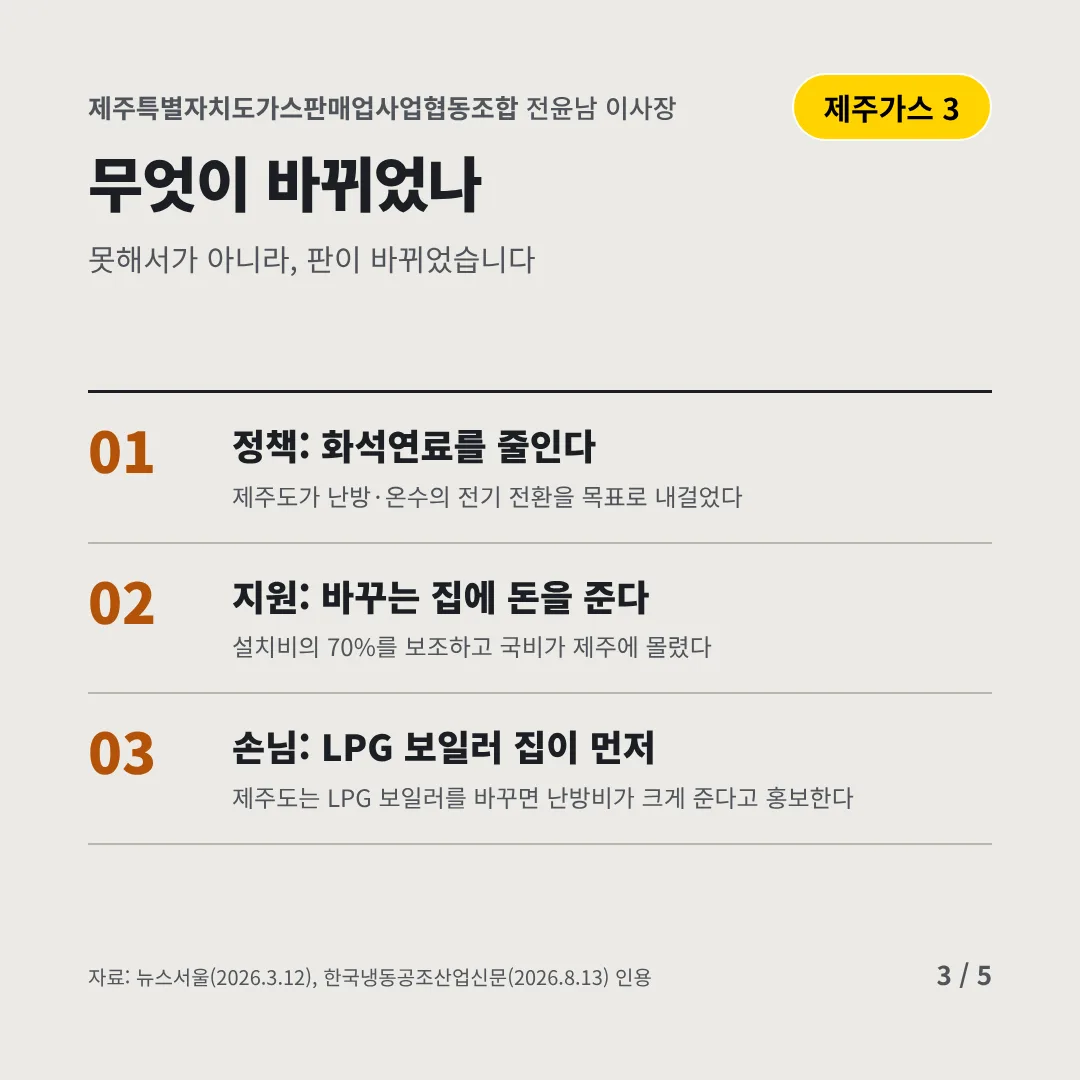 제주특별자치도가스판매업사업협동조합 전윤남 이사장
제주가스 3
무엇이 바뀌었나
못해서가 아니라, 판이 바뀌었습니다
01
정책: 화석연료를 줄인다
제주도가 난방·온수의 전기 전환을 목표로 내걸었다
02
지원: 바꾸는 집에 돈을 준다
설치비의 70%를 보조하고 국비가 제주에 몰렸다
03
손님: LPG 보일러 집이 먼저
제주도는 LPG 보일러를 바꾸면 난방비가 크게 준다고 홍보한다
자료: 뉴스서울(2026.3.12), 한국냉동공조산업신문(2026.8.13) 인용
3 / 5